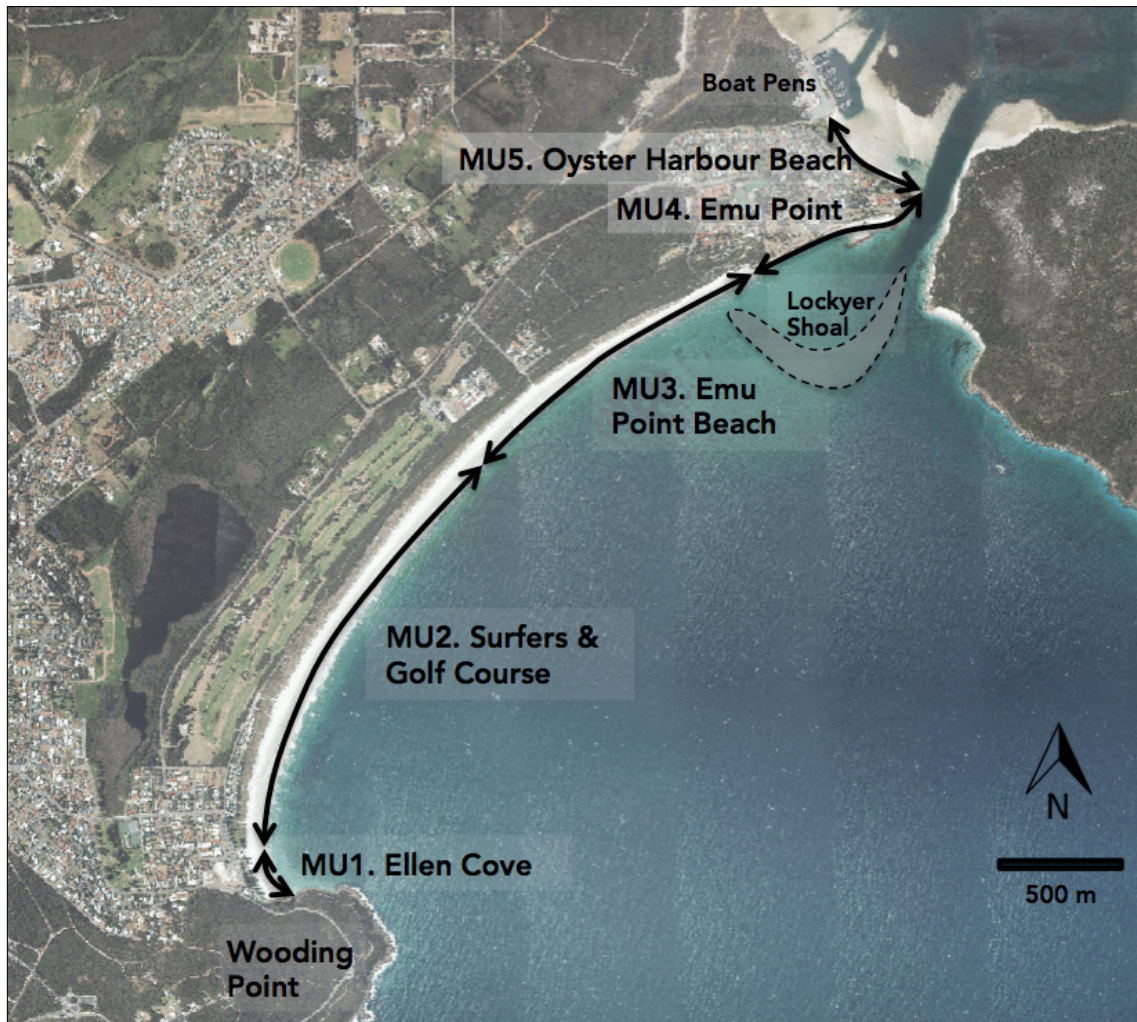 Boat Pens
MU5. Oyster Harbour Beach
MU4. Emu Point
Lockyer
Shoal
MU3. Emu
Point Beach
MU2. Surfers &
Golf Course
MU1. Ellen Cove
Wooding
Point
N
500 m